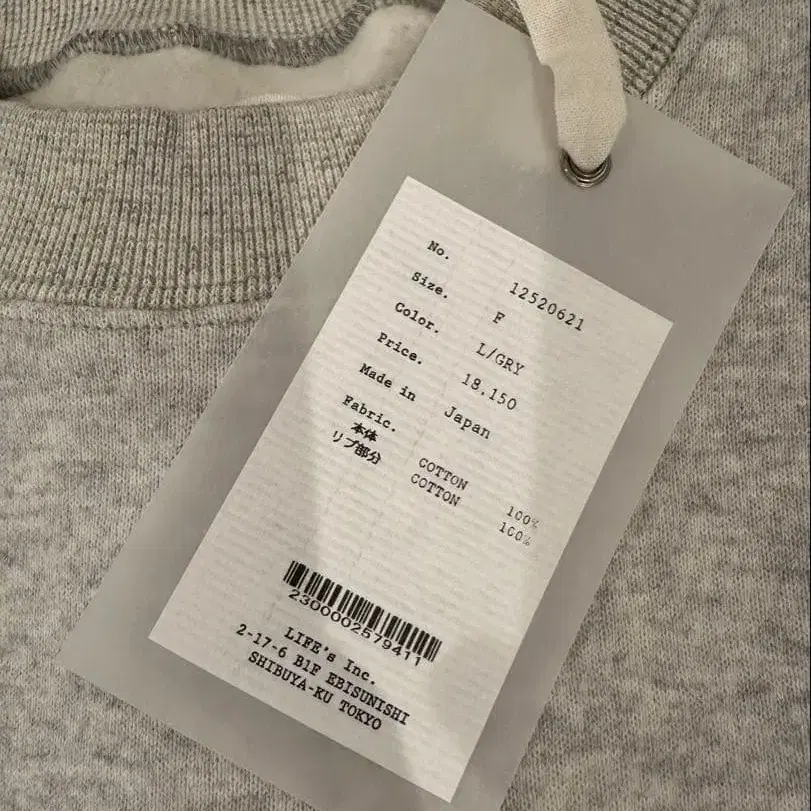 No. 12520621
Size. F
Color. L/GRY
Price. 18,150
Made in Japan
Fabric.
本体 COTTON 100%
リブ部分 COTTON 100%
2300002579411
LIFE's Inc.
2-17-6 B1F EBISUNISHI
SHIBUYA-KU TOKYO